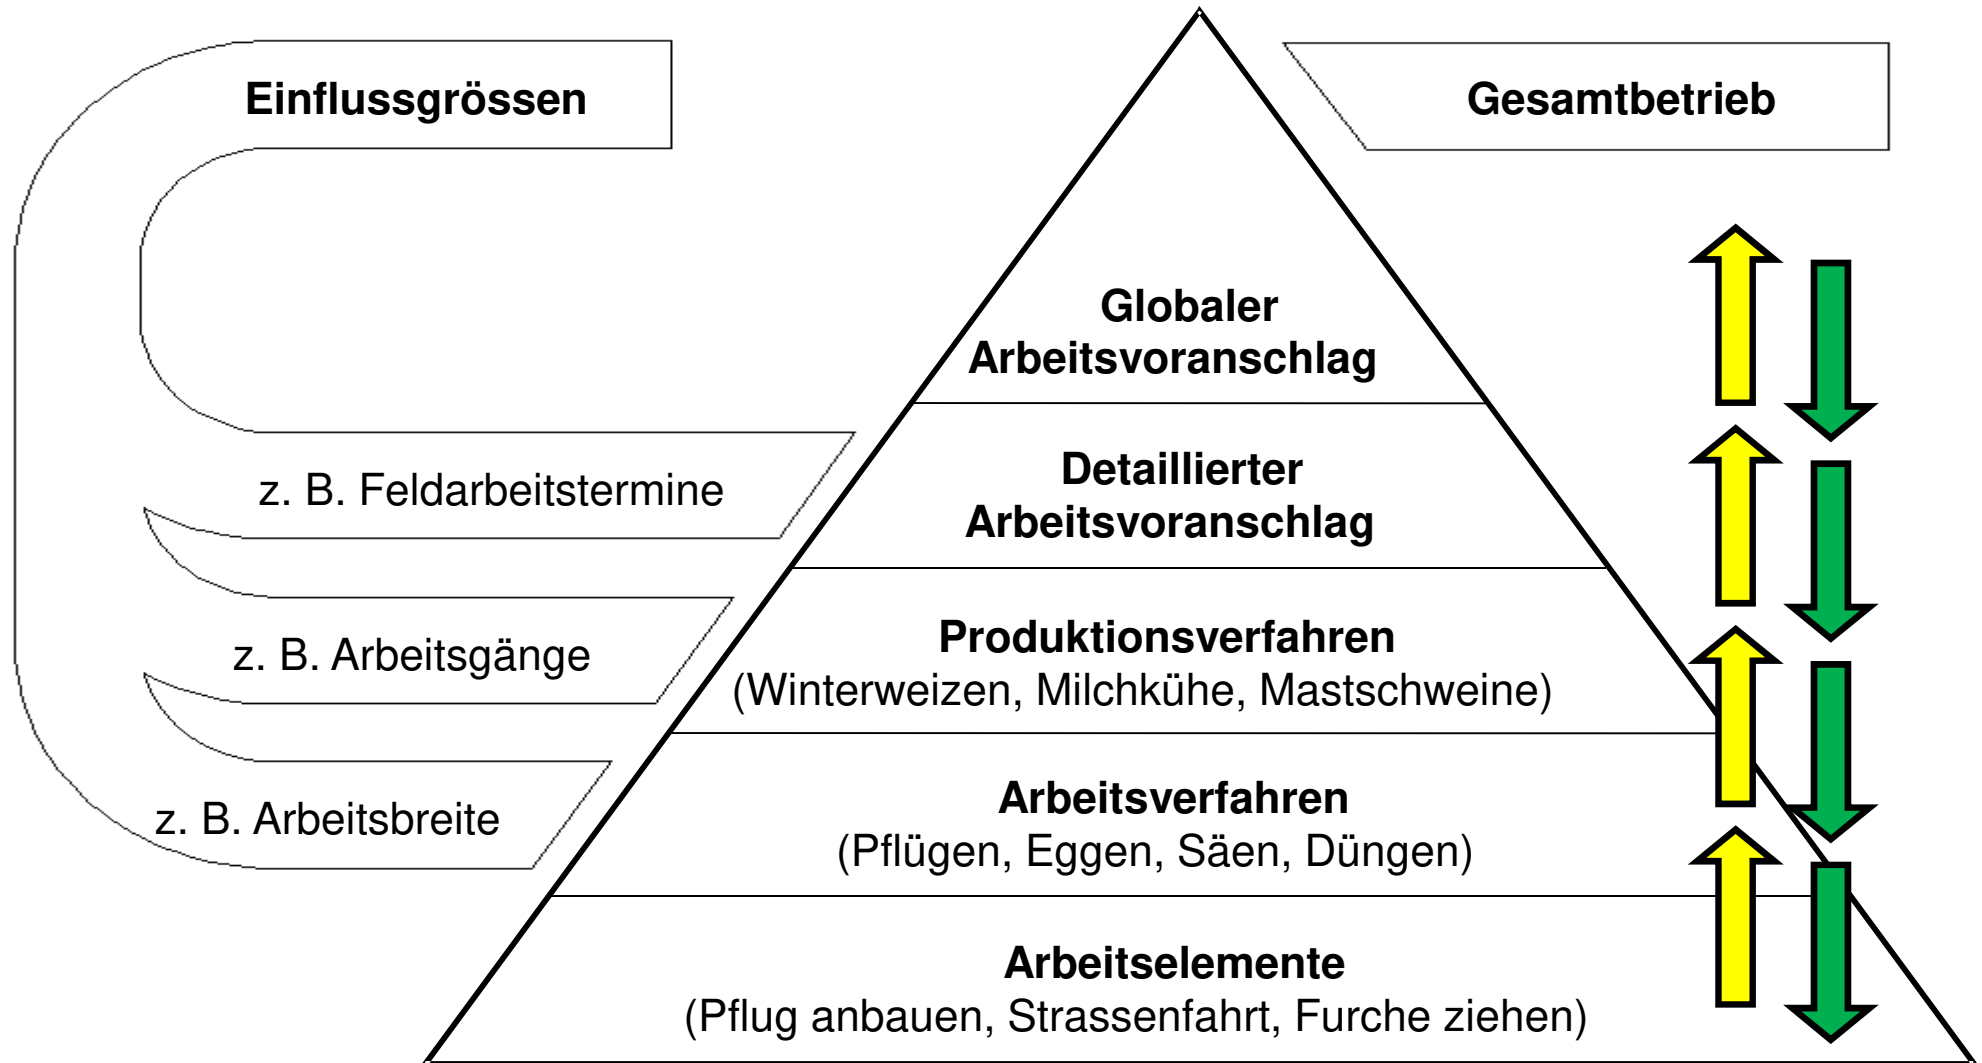 Einflussgrössen
Gesamtbetrieb
Globaler
Arbeitsvoranschlag
Detaillierter
Arbeitsvoranschlag
z. B. Feldarbeitstermine
Produktionsverfahren
(Winterweizen, Milchkühe, Mastschweine)
z. B. Arbeitsgänge
Arbeitsverfahren
(Pflügen, Eggen, Säen, Düngen)
z. B. Arbeitsbreite
Arbeitselemente
(Pflug anbauen, Strassenfahrt, Furche ziehen)